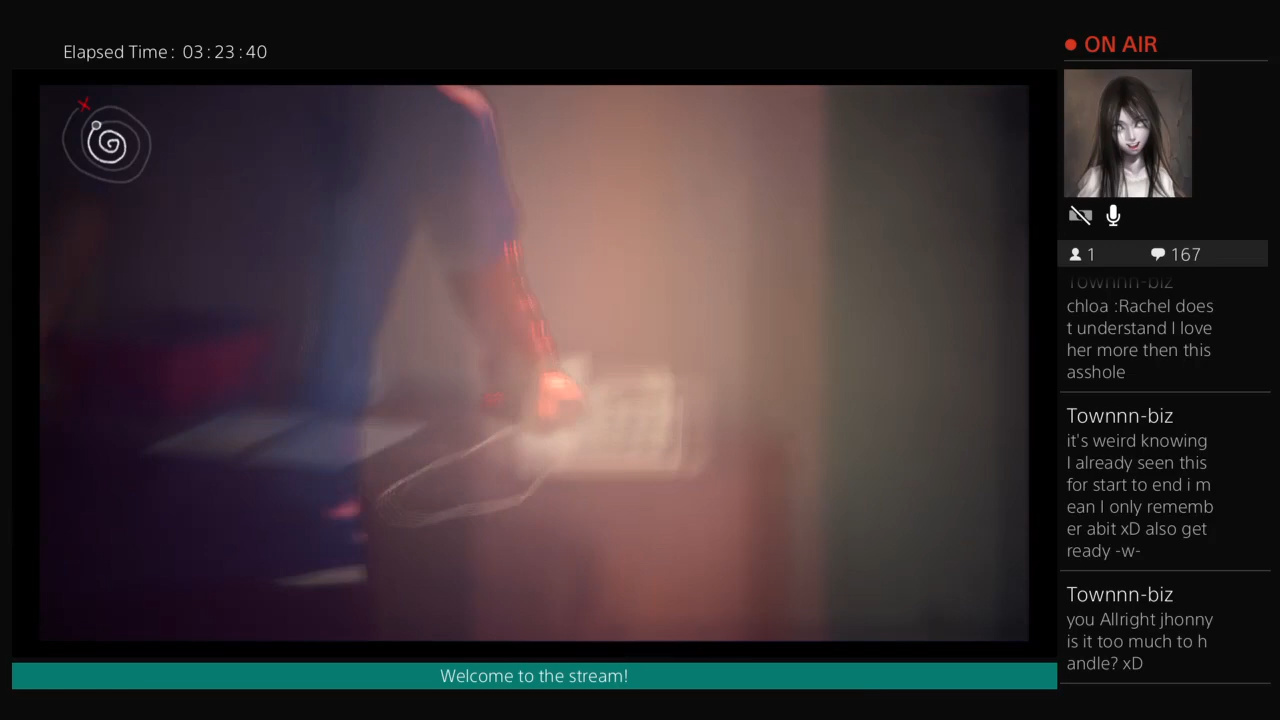 Elapsed Time: 03:23:40
ON AIR
1 167
Townnn-biz
chloa :Rachel does
t understand I love
her more then this
asshole
Townnn-biz
it's weird knowing
I already seen this
for start to end i m
ean I only rememb
er abit xD also get
ready -w-
Townnn-biz
you Allright jhonny
is it too much to h
andle? xD
Welcome to the stream!